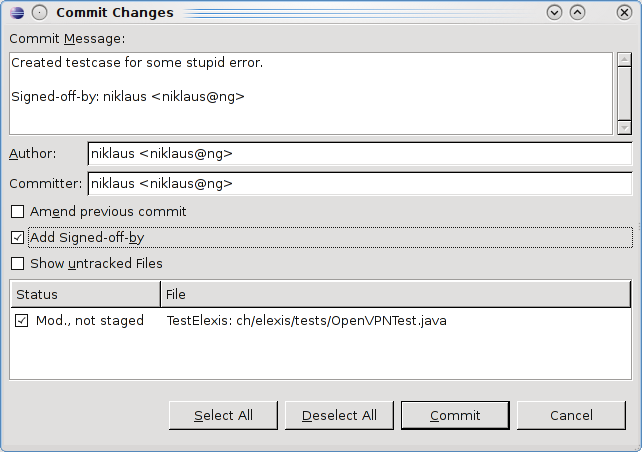 Commit Changes
Commit Message:
Created testcase for some stupid error.
Signed-off-by: niklaus <niklaus@ng>
Author: niklaus <niklaus@ng>
Committer: niklaus <niklaus@ng>
Amend previous commit
Add Signed-off-by
Show untracked Files
Status File
Mod., not staged TestElexis: ch/elexis/tests/OpenVPNTest.java
Select All Deselect All Commit Cancel